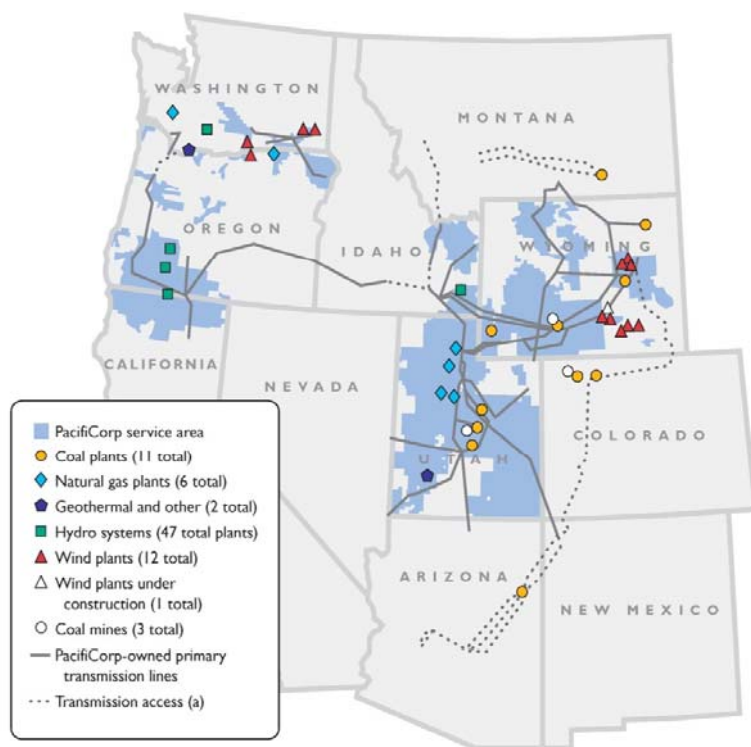 WASHINGTON
MONTANA
OREGON
IDAHO
WYOMING
CALIFORNIA
NEVADA
UTAH
COLORADO
ARIZONA
NEW MEXICO
PacifiCorp service area
Coal plants (11 total)
Natural gas plants (6 total)
Geothermal and other (2 total)
Hydro systems (47 total plants)
Wind plants (12 total)
Wind plants under
construction (1 total)
Coal mines (3 total)
PacifiCorp-owned primary
transmission lines
Transmission access (a)